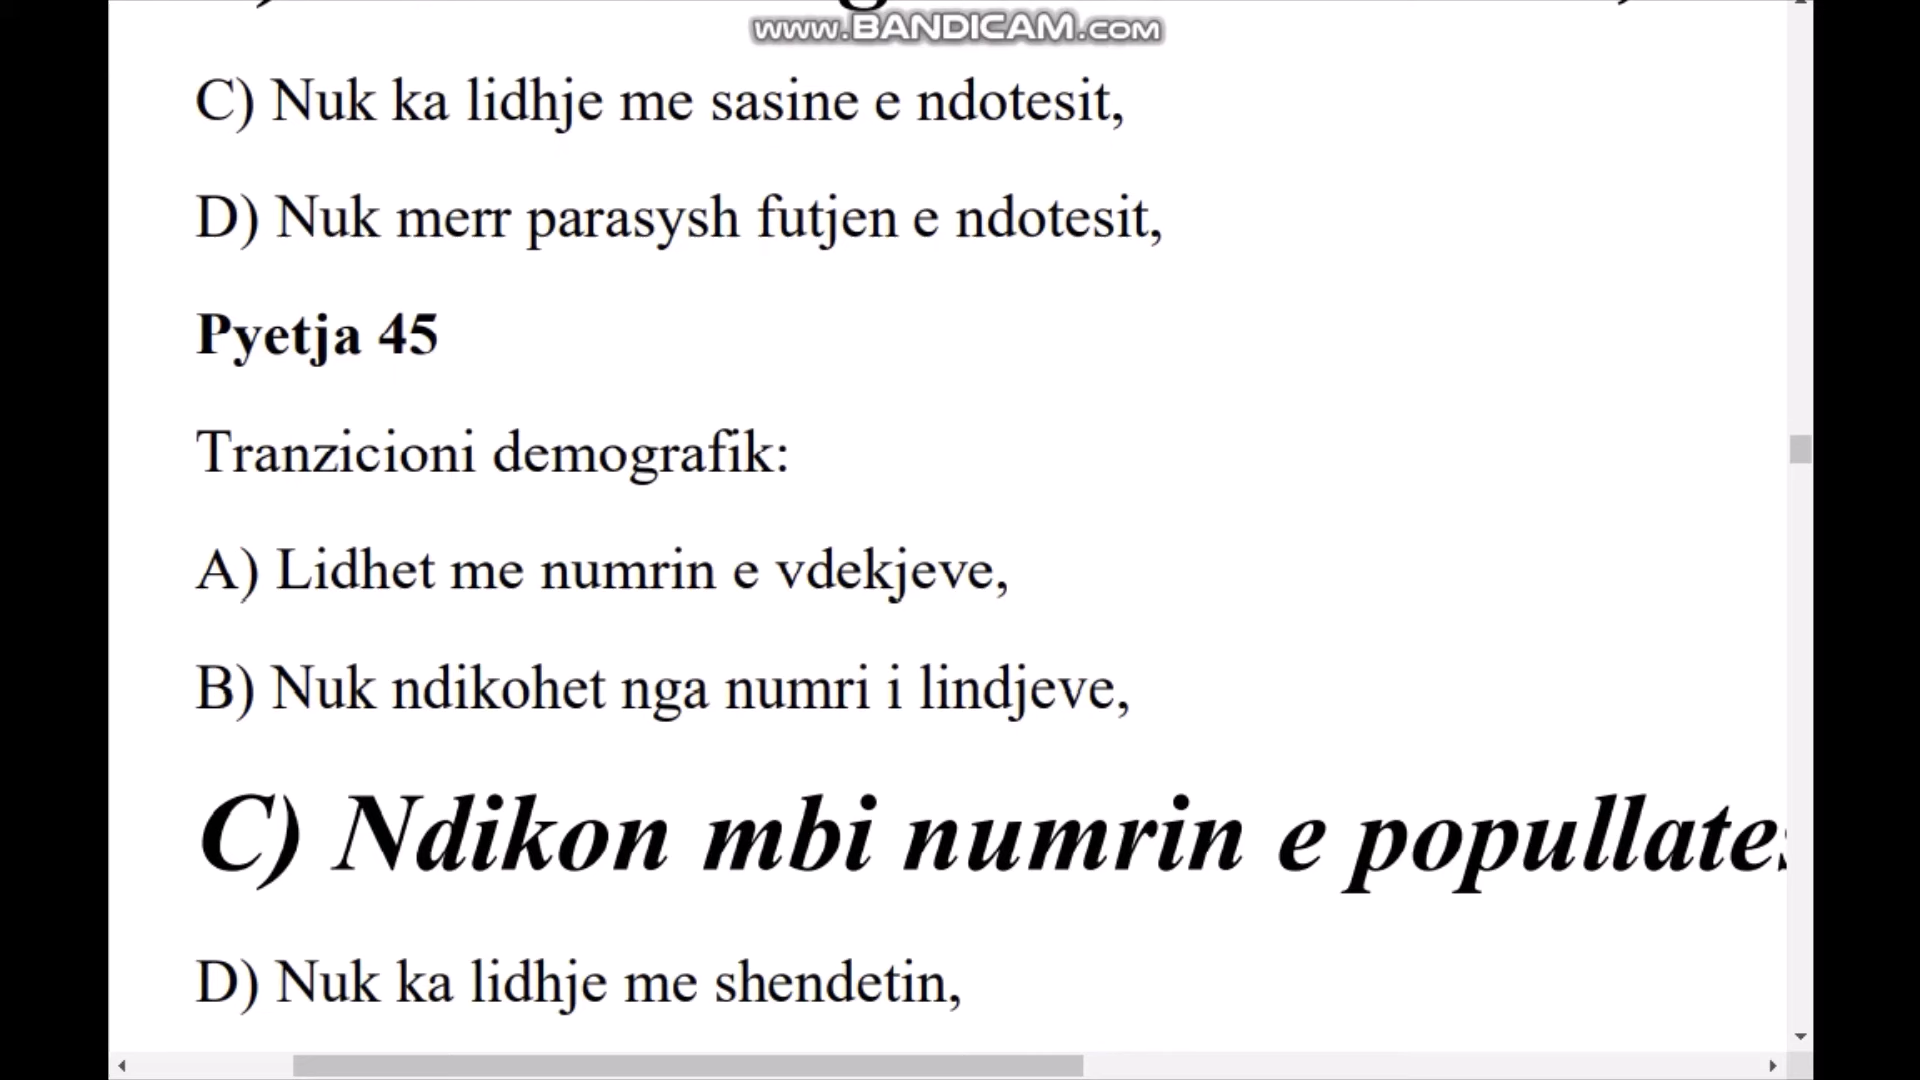 www.BANDICAM.com
C) Nuk ka lidhje me sasine e ndotesit,
D) Nuk merr parasysh futjen e ndotesit,
Pyetja 45
Tranzicioni demografik:
A) Lidhet me numrin e vdekjeve,
B) Nuk ndikohet nga numri i lindjeve,
C) Ndikon mbi numrin e popullates
D) Nuk ka lidhje me shendetin,